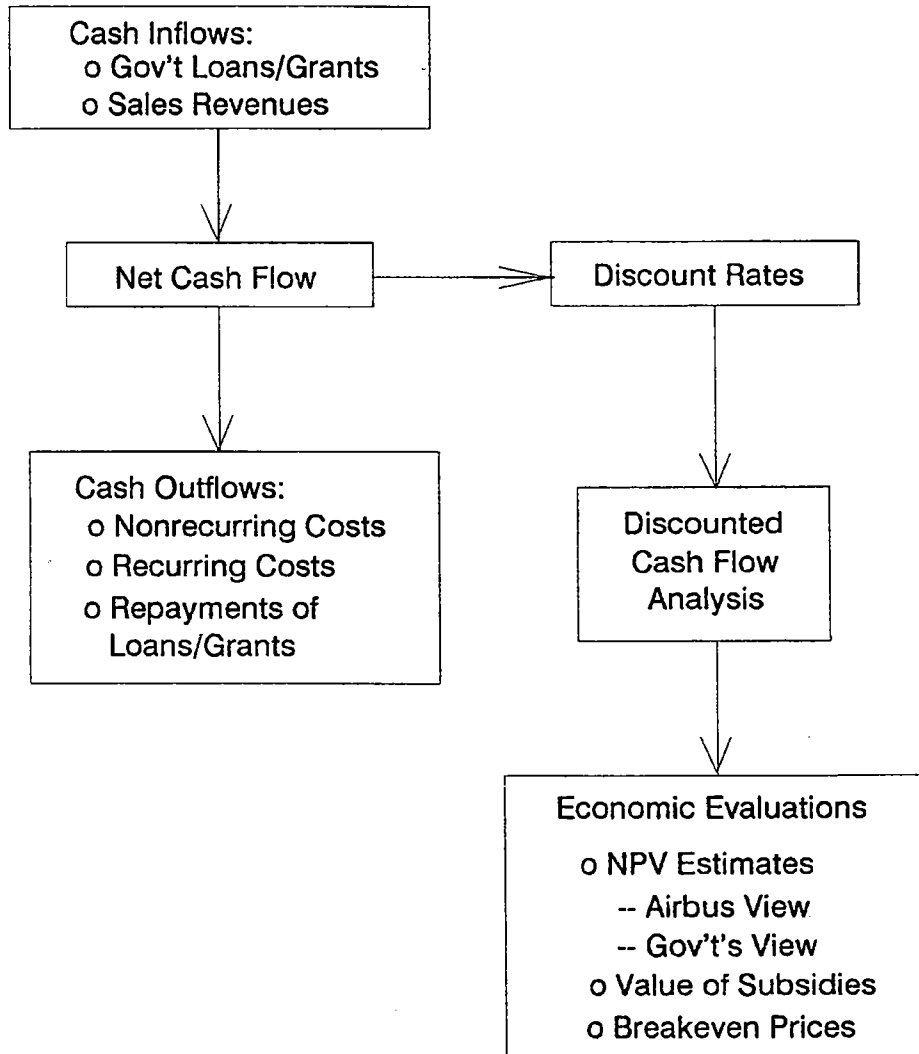 Cash Inflows:
o Gov't Loans/Grants
o Sales Revenues
Net Cash Flow
Discount Rates
Cash Outflows:
o Nonrecurring Costs
o Recurring Costs
o Repayments of
Loans/Grants
Discounted
Cash Flow
Analysis
Economic Evaluations
o NPV Estimates
-- Airbus View
-- Gov't's View
o Value of Subsidies
o Breakeven Prices